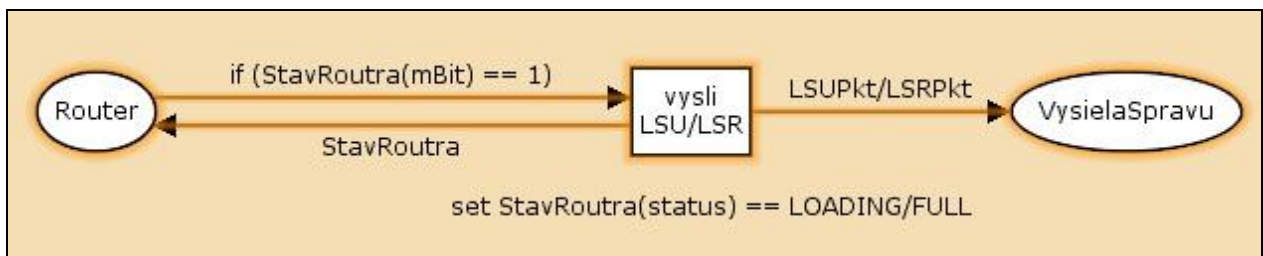 if (StavRoutra(mBit) == 1)
Router
vysli
LSU/LSR
LSUPkt/LSRPkt
VysielaSpravu
StavRoutra
set StavRoutra(status) == LOADING/FULL